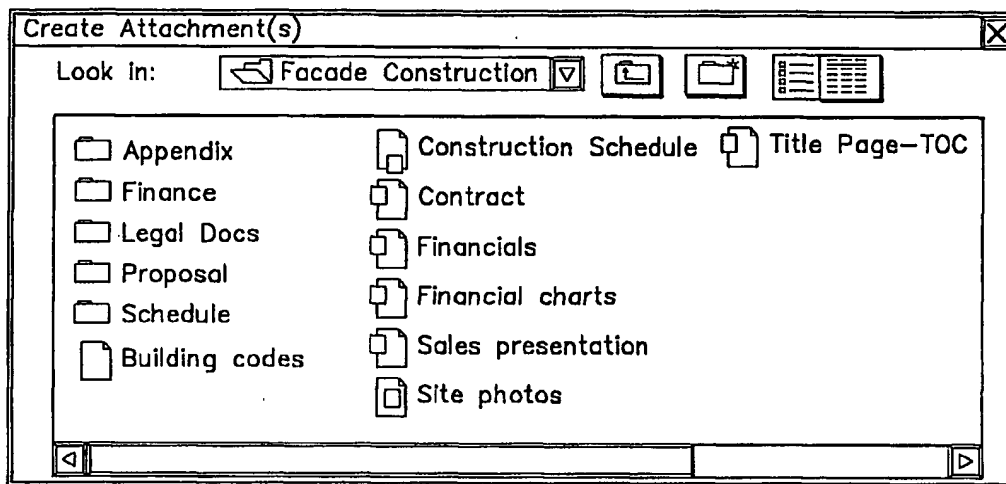 Create Attachment(s)
Look in: Facade Construction
Appendix
Finance
Legal Docs
Proposal
Schedule
Building codes
Construction Schedule
Contract
Financials
Financial charts
Sales presentation
Site photos
Title Page-TOC